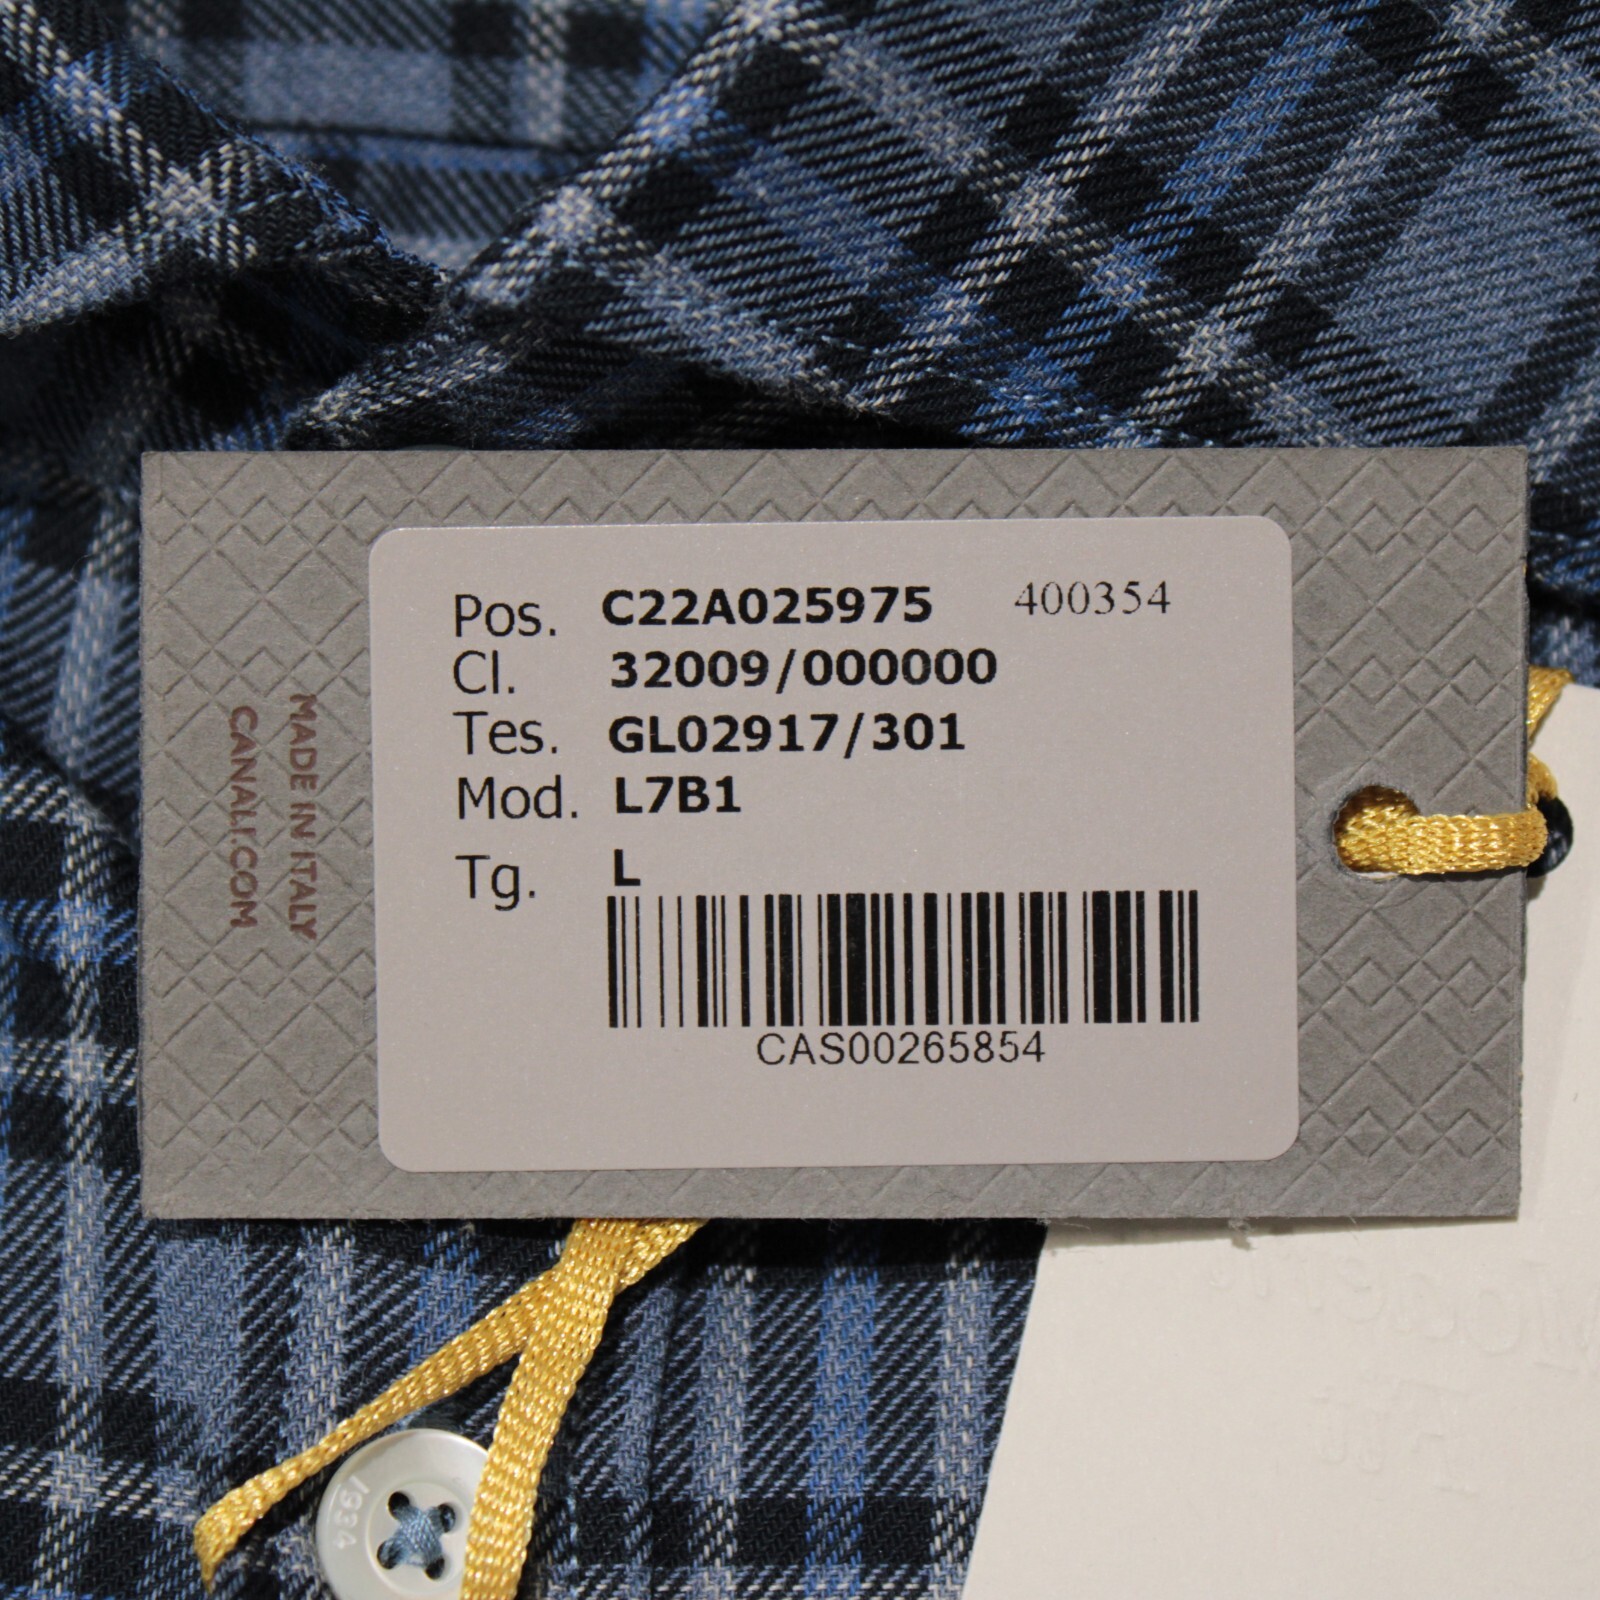 Pos. C22A025975 400354
Cl. 32009/000000
Tes. GL02917/301
Mod. L7B1
Tg. L
CAS00265854
MADE IN ITALY
CANALI.COM
1934